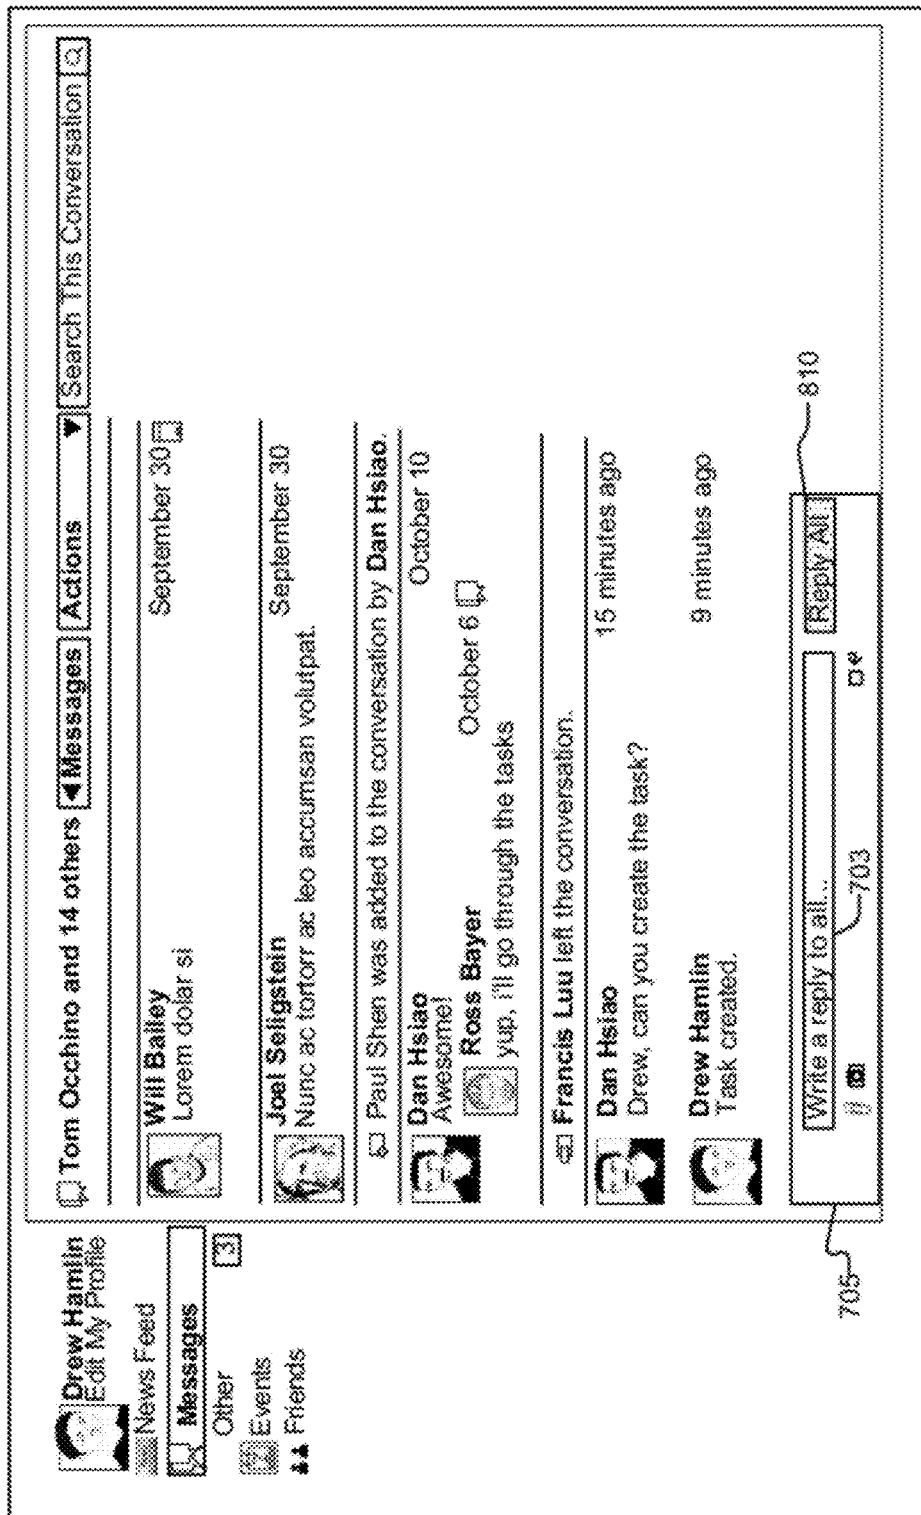 Drew Hamlin
Edit My Profile
News Feed
Messages
Other
3
Events
Friends
Tom Occhino and 14 others ◀ Messages Actions ▼ Search This Conversation
Will Bailey September 30
Lorem dolar si
Joel Seligstein September 30
Nunc ac tortorr ac leo accumsan volutpat.
Paul Shen was added to the conversation by Dan Hsiao.
Dan Hsiao October 10
Awesome!
Ross Bayer October 6
yup, i'll go through the tasks
Francis Luu left the conversation.
Dan Hsiao 15 minutes ago
Drew, can you create the task?
Drew Hamlin 9 minutes ago
Task created.
Write a reply to all... Reply All
705
703
810